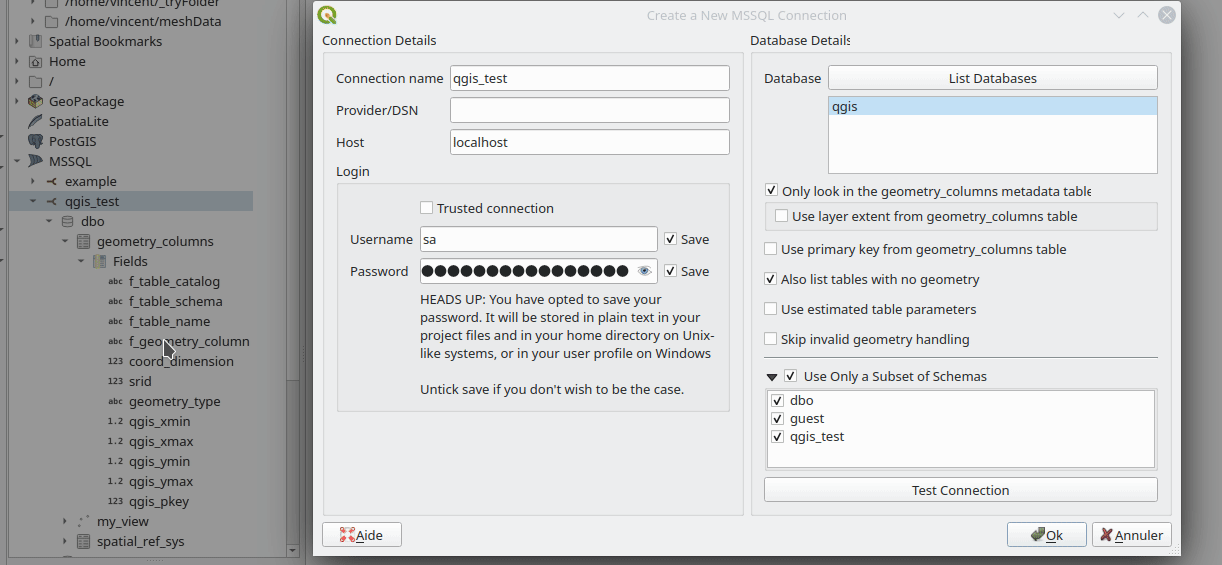 /home/vincent/_tryFolder
/home/vincent/meshData
Spatial Bookmarks
Home
/
GeoPackage
SpatiaLite
PostGIS
MSSQL
example
qgis_test
dbo
geometry_columns
Fields
abc f_table_catalog
abc f_table_schema
abc f_table_name
abc f_geometry_column
123 coord_dimension
123 srid
abc geometry_type
1.2 qgis_xmin
1.2 qgis_xmax
1.2 qgis_ymin
1.2 qgis_ymax
123 qgis_pkey
my_view
spatial_ref_sys
Create a New MSSQL Connection
Connection Details
Connection name qgis_test
Provider/DSN
Host localhost
Login
Trusted connection
Username sa Save
Password ●●●●●●●●●●●●●●●● Save
HEADS UP: You have opted to save your
password. It will be stored in plain text in your
project files and in your home directory on Unix-
like systems, or in your user profile on Windows
Untick save if you don't wish to be the case.
Database Details
Database List Databases
qgis
Only look in the geometry_columns metadata table
Use layer extent from geometry_columns table
Use primary key from geometry_columns table
Also list tables with no geometry
Use estimated table parameters
Skip invalid geometry handling
Use Only a Subset of Schemas
dbo
guest
qgis_test
Test Connection
Aide
Ok
Annuler